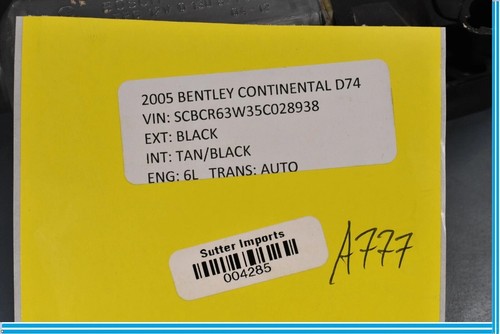 2005 BENTLEY CONTINENTAL D74
VIN: SCBCR63W35C028938
EXT: BLACK
INT: TAN/BLACK
ENG: 6L TRANS: AUTO
Sutter Imports
004285
A777